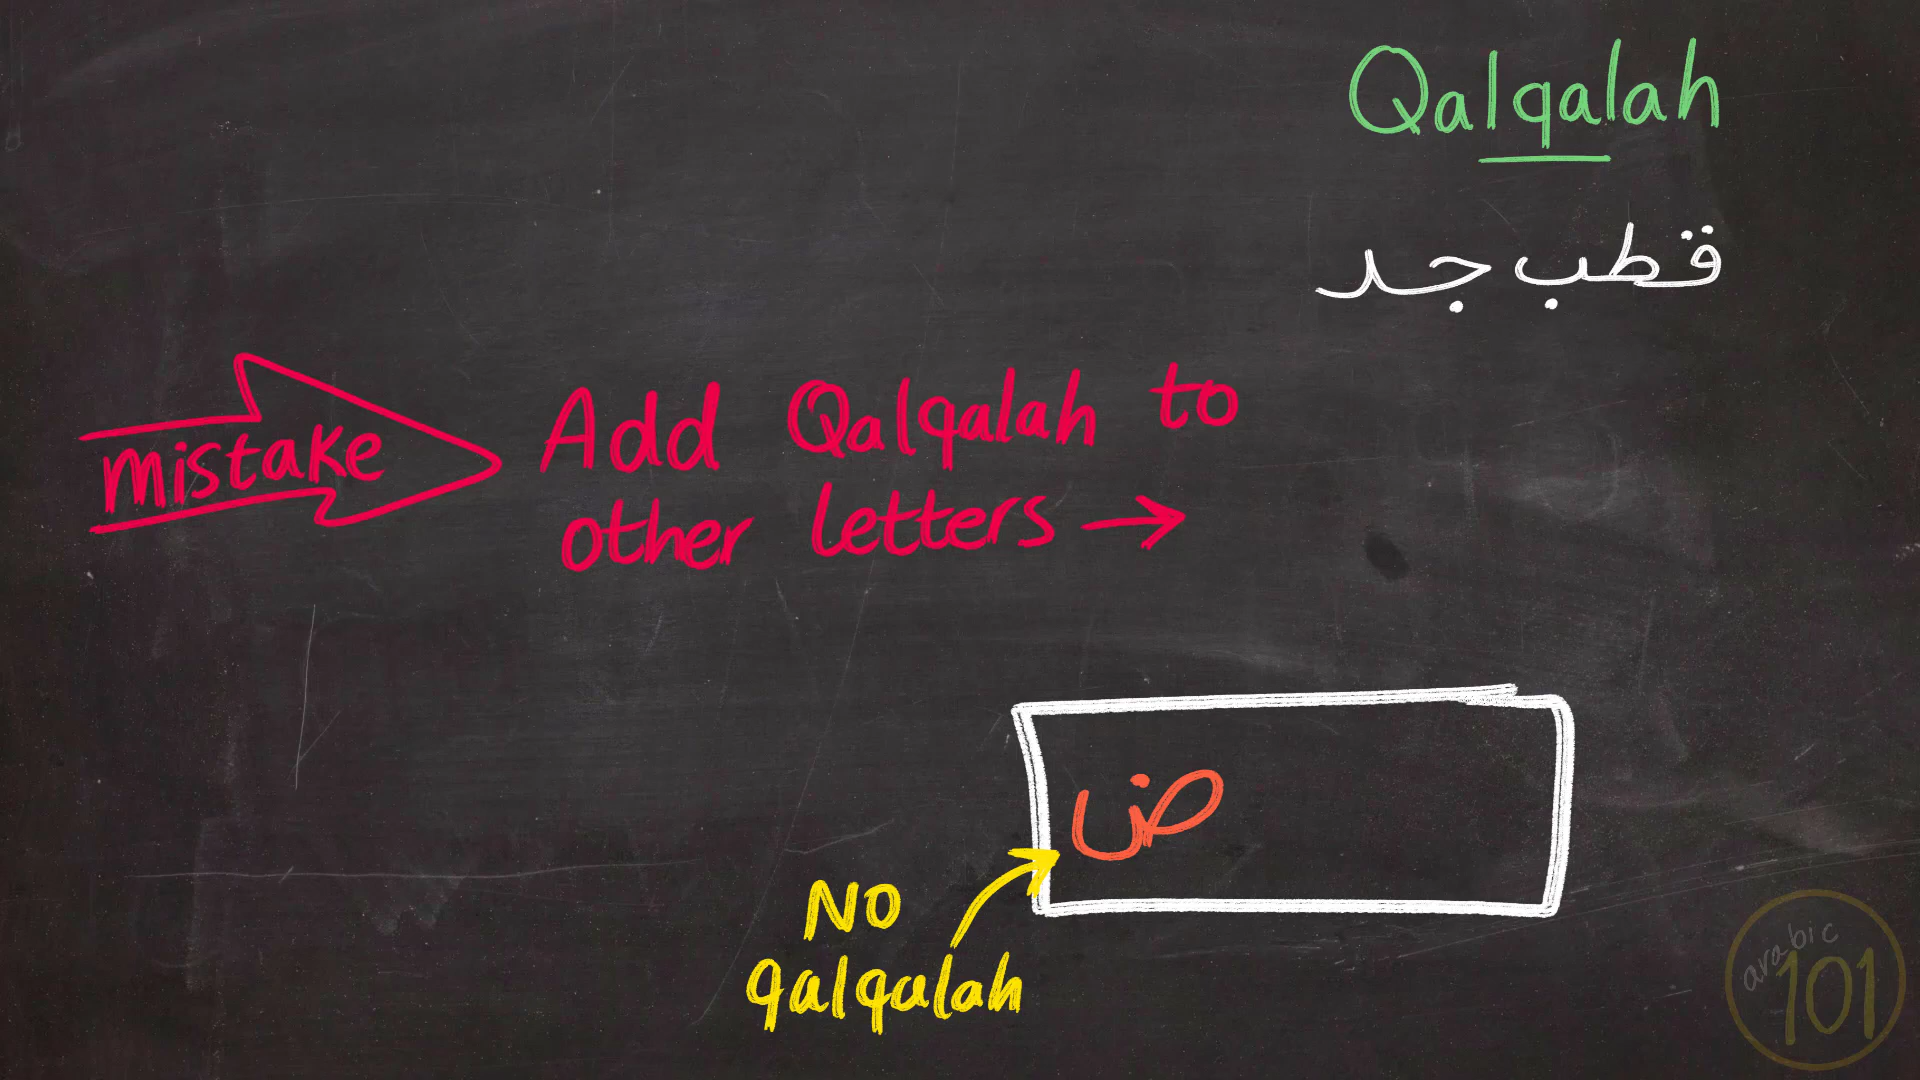 Qalqalah
قطب جد
mistake
Add Qalqalah to
other letters →
ض
NO
qalqalah
arabic
101